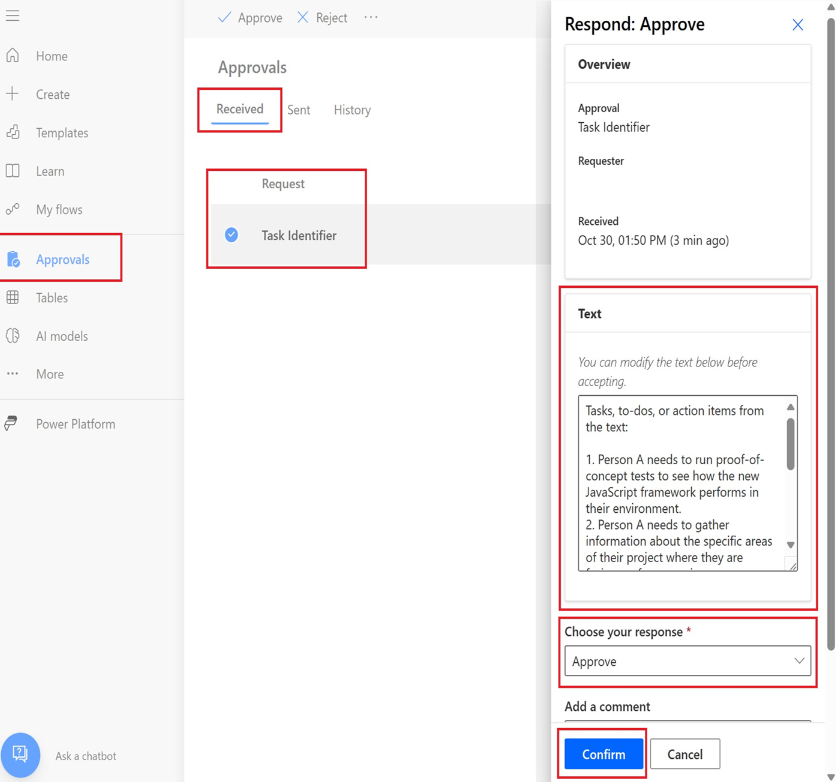 Home
Create
Templates
Learn
My flows
Approvals
Tables
AI models
More
Power Platform
Ask a chatbot
Approve
Reject
Approvals
Received
Sent
History
Request
Task Identifier
Respond: Approve
Overview
Approval
Task Identifier
Requester
Received
Oct 30, 01:50 PM (3 min ago)
Text
You can modify the text below before
accepting.
Tasks, to-dos, or action items from
the text:
1. Person A needs to run proof-of-
concept tests to see how the new
JavaScript framework performs in
their environment.
2. Person A needs to gather
information about the specific areas
of their project where they are
Choose your response *
Approve
Add a comment
Confirm
Cancel